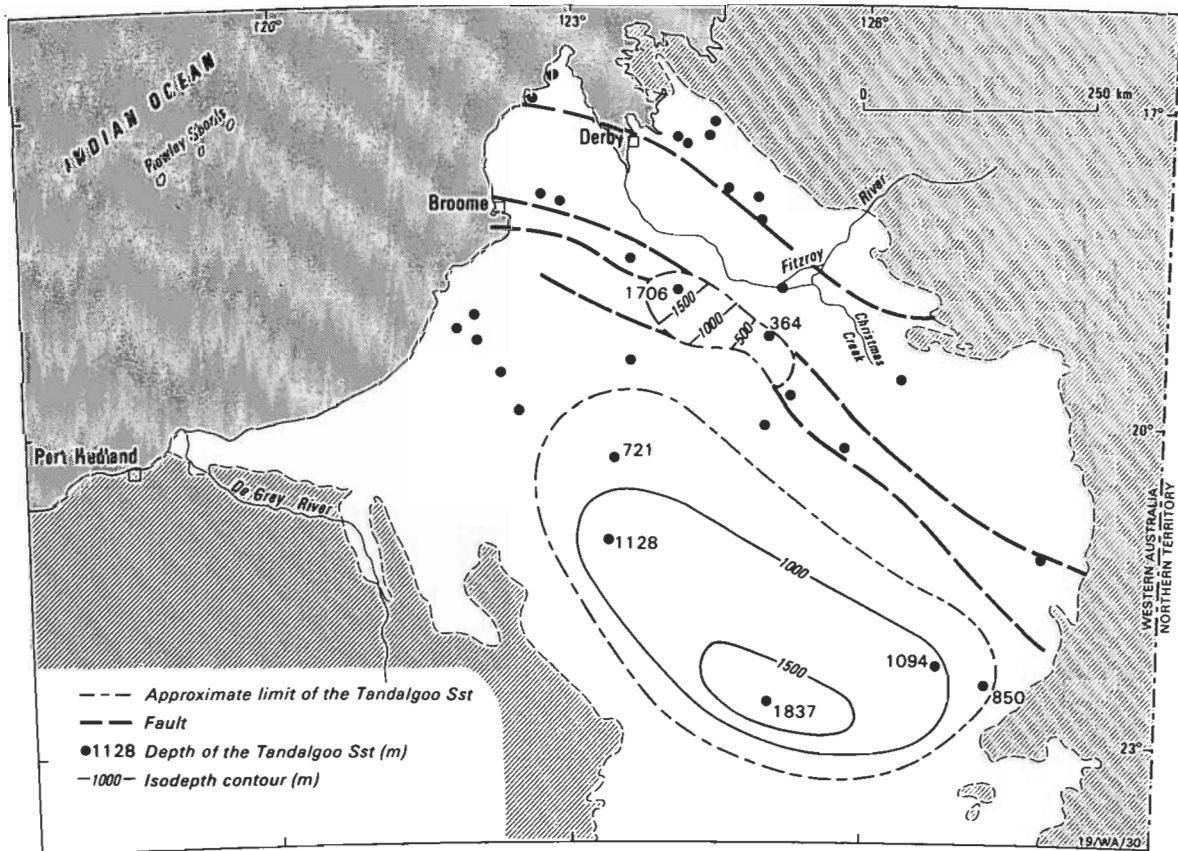 120°
123°
126°
INDIAN OCEAN
Rowley Shoals
0
250 km
17°
Derby
Broome
River
Fitzroy
1706
1500
1000
500
364
Christmas
Creek
20°
Port Hedland
De Grey River
721
1128
1000
1500
1094
850
1837
WESTERN AUSTRALIA
NORTHERN TERRITORY
23°
Approximate limit of the Tandalgoo Sst
Fault
1128 Depth of the Tandalgoo Sst (m)
1000 Isodepth contour (m)
19/WA/30